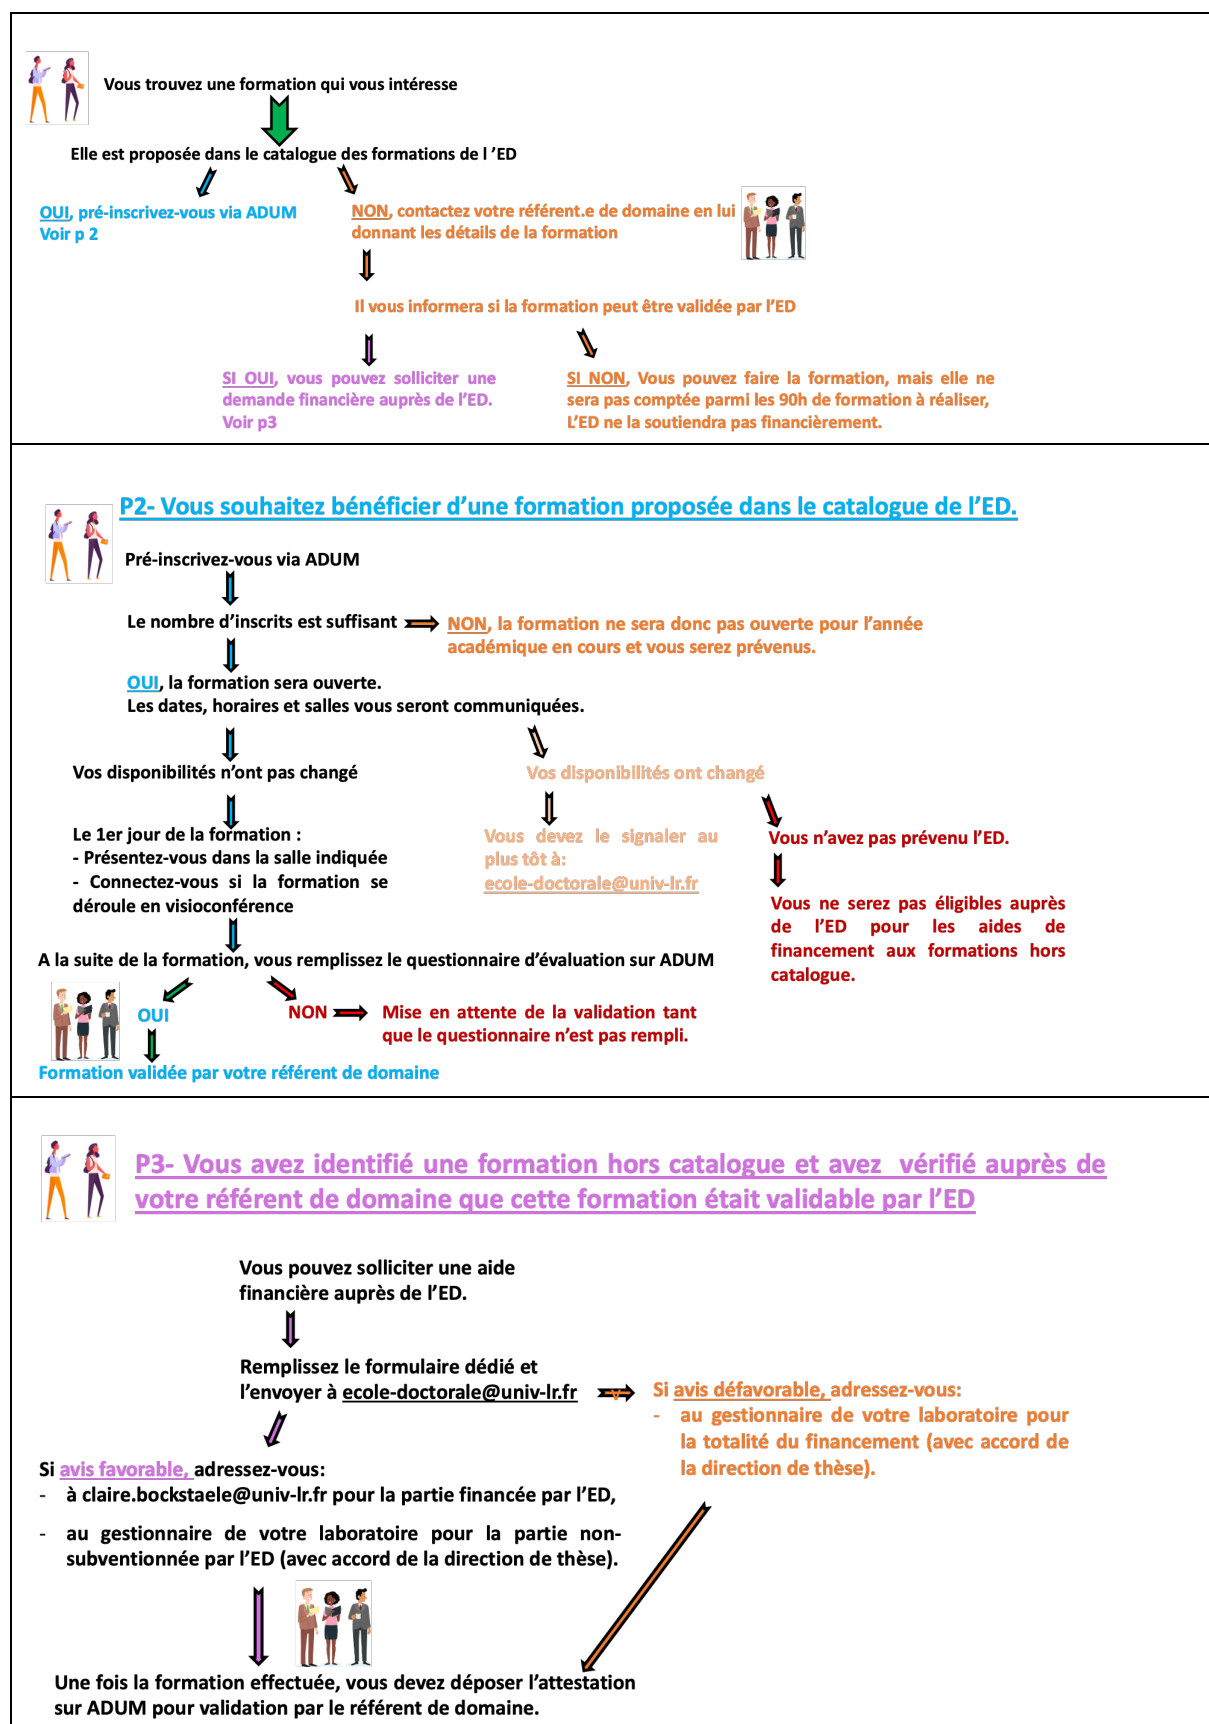 Vous trouvez une formation qui vous intéresse
Elle est proposée dans le catalogue des formations de l ’ED
OUI, pré-inscrivez-vous via ADUM
Voir p 2
NON, contactez votre référent.e de domaine en lui
donnant les détails de la formation
Il vous informera si la formation peut être validée par l’ED
SI OUI, vous pouvez solliciter une
demande financière auprès de l’ED.
Voir p3
SI NON, Vous pouvez faire la formation, mais elle ne
sera pas comptée parmi les 90h de formation à réaliser,
L’ED ne la soutiendra pas financièrement.
P2- Vous souhaitez bénéficier d’une formation proposée dans le catalogue de l’ED.
Pré-inscrivez-vous via ADUM
Le nombre d’inscrits est suffisant
NON, la formation ne sera donc pas ouverte pour l’année
académique en cours et vous serez prévenus.
OUI, la formation sera ouverte.
Les dates, horaires et salles vous seront communiquées.
Vos disponibilités n’ont pas changé
Vos disponibilités ont changé
Le 1er jour de la formation :
- Présentez-vous dans la salle indiquée
- Connectez-vous si la formation se
déroule en visioconférence
Vous devez le signaler au
plus tôt à:
ecole-doctorale@univ-lr.fr
Vous n’avez pas prévenu l’ED.
Vous ne serez pas éligibles auprès
de l’ED pour les aides de
financement aux formations hors
catalogue.
A la suite de la formation, vous remplissez le questionnaire d’évaluation sur ADUM
OUI
NON
Mise en attente de la validation tant
que le questionnaire n’est pas rempli.
Formation validée par votre référent de domaine
P3- Vous avez identifié une formation hors catalogue et avez vérifié auprès de
votre référent de domaine que cette formation était validable par l’ED
Vous pouvez solliciter une aide
financière auprès de l’ED.
Remplissez le formulaire dédié et
l’envoyer à ecole-doctorale@univ-lr.fr
Si avis défavorable, adressez-vous:
- au gestionnaire de votre laboratoire pour
la totalité du financement (avec accord de
la direction de thèse).
Si avis favorable, adressez-vous:
- à claire.bockstaele@univ-lr.fr pour la partie financée par l’ED,
- au gestionnaire de votre laboratoire pour la partie non-
subventionnée par l’ED (avec accord de la direction de thèse).
Une fois la formation effectuée, vous devez déposer l’attestation
sur ADUM pour validation par le référent de domaine.